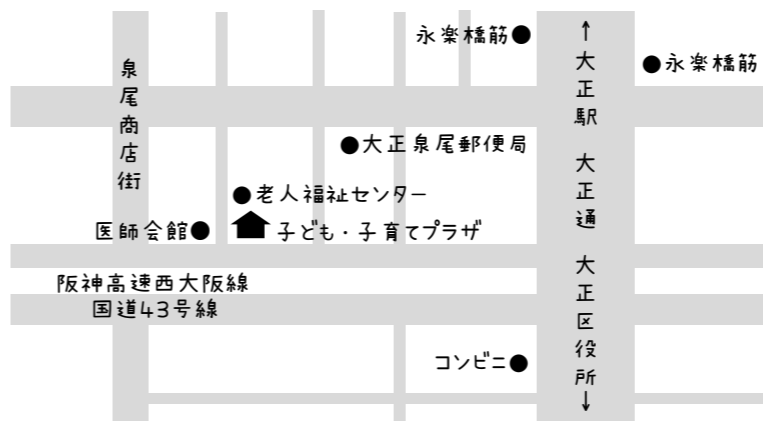 永楽橋筋●
↑大正駅 大正通 大正区役所↓
●永楽橋筋
泉尾商店街
●大正泉尾郵便局
●老人福祉センター
医師会館●
子ども・子育てプラザ
阪神高速西大阪線
国道43号線
コンビニ●